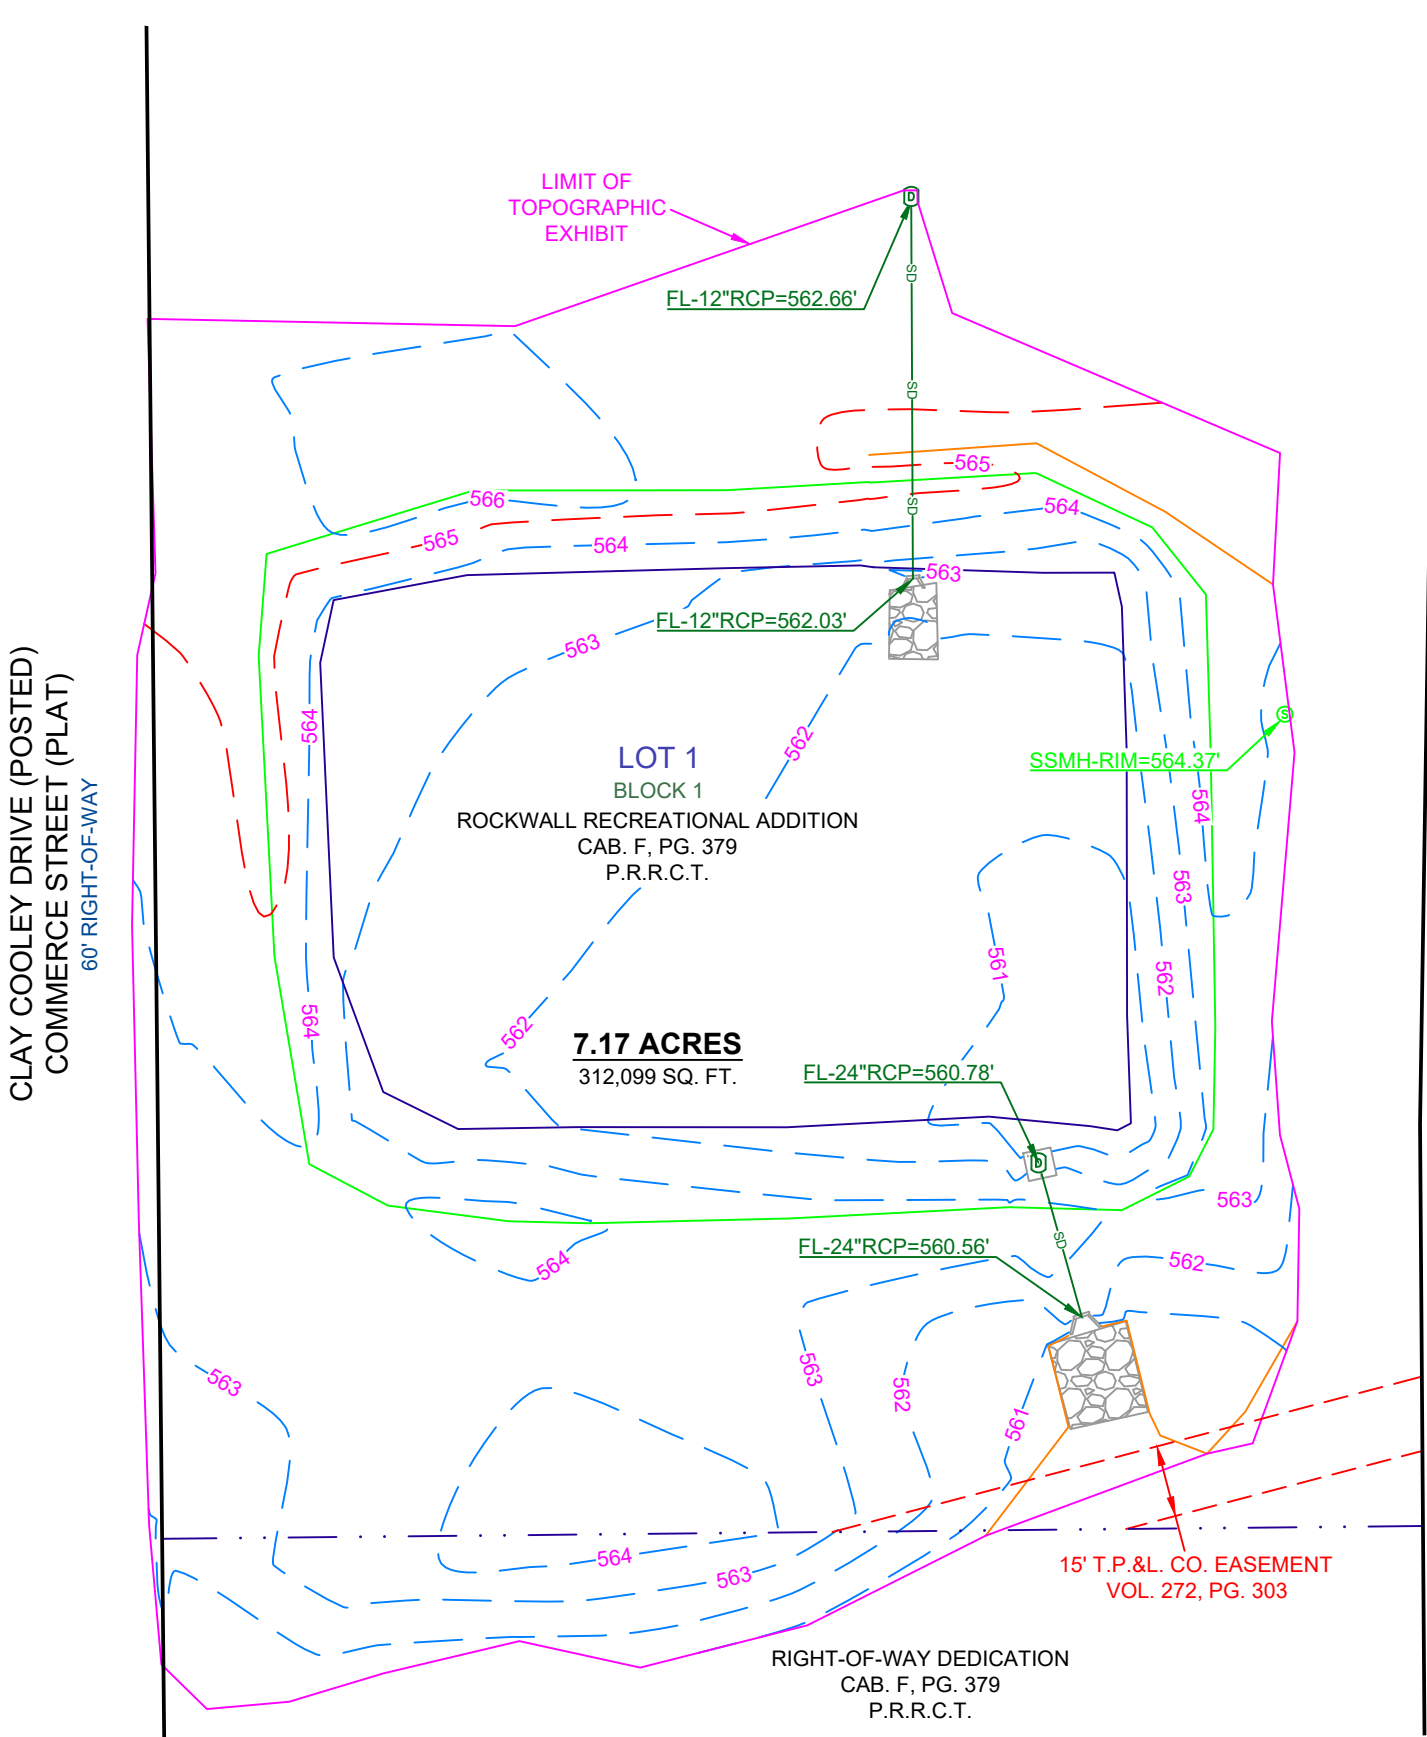 LIMIT OF
TOPOGRAPHIC
EXHIBIT
D
FL-12"RCP=562.66'
SD
SD
565
566
SD
564
565
564
563
FL-12"RCP=562.03'
563
564
562
S
LOT 1
SSMH-RIM=564.37'
BLOCK 1
564
ROCKWALL RECREATIONAL ADDITION
CAB. F, PG. 379
P.R.R.C.T.
CLAY COOLEY DRIVE (POSTED)
COMMERCE STREET (PLAT)
60' RIGHT-OF-WAY
563
561
562
564
562
7.17 ACRES
312,099 SQ. FT.
FL-24"RCP=560.78'
D
563
SD
FL-24"RCP=560.56'
564
562
563
563
562
561
564
563
15' T.P.&L. CO. EASEMENT
VOL. 272, PG. 303
RIGHT-OF-WAY DEDICATION
CAB. F, PG. 379
P.R.R.C.T.